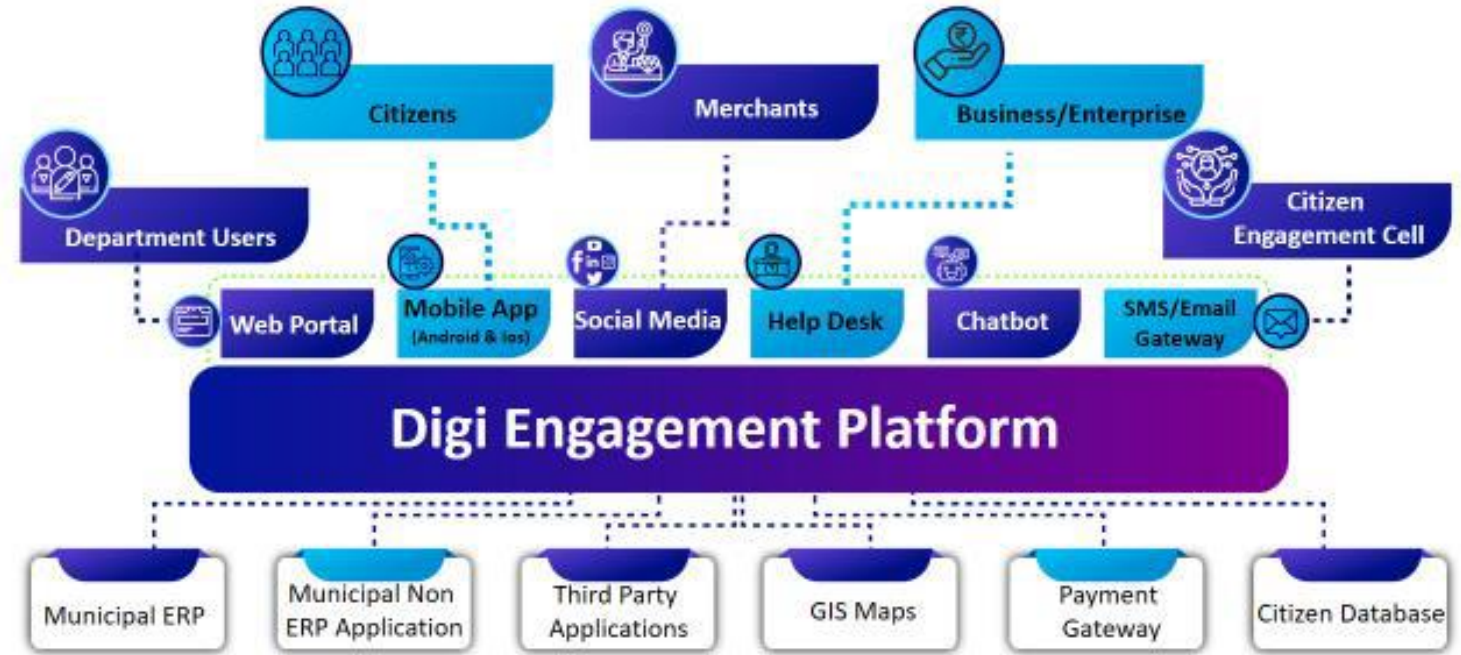 Citizens
Merchants
Business/Enterprise
Department Users
Citizen
Engagement Cell
Web Portal
Mobile App
(Android & Ios)
Social Media
Help Desk
Chatbot
SMS/Email
Gateway
Digi Engagement Platform
Municipal ERP
Municipal Non
ERP Application
Third Party
Applications
GIS Maps
Payment
Gateway
Citizen Database